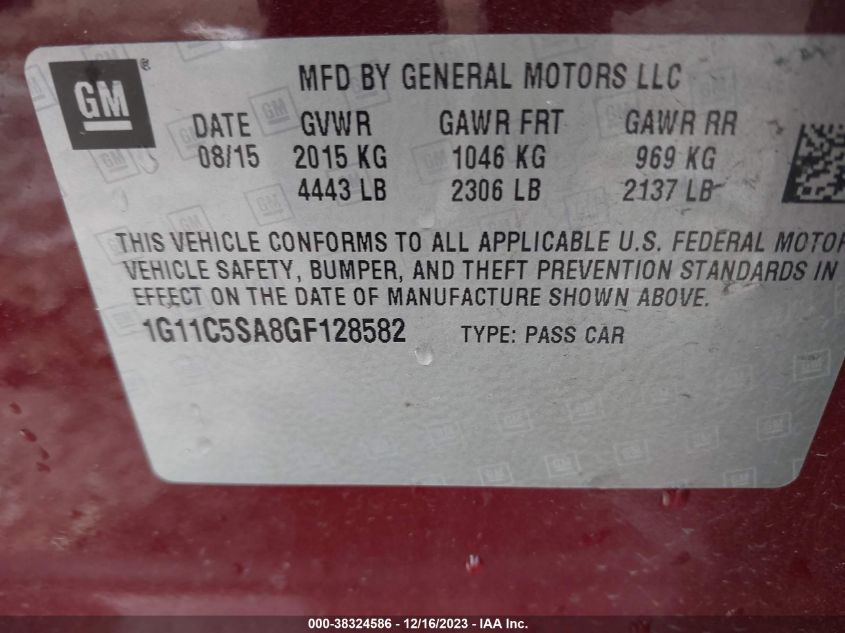 GM ®
MFD BY GENERAL MOTORS LLC
DATE GVWR GAWR FRT GAWR RR
08/15 2015 KG 1046 KG 969 KG
4443 LB 2306 LB 2137 LB
THIS VEHICLE CONFORMS TO ALL APPLICABLE U.S. FEDERAL MOTOR
VEHICLE SAFETY, BUMPER, AND THEFT PREVENTION STANDARDS IN
EFFECT ON THE DATE OF MANUFACTURE SHOWN ABOVE.
1G11C5SA8GF128582 TYPE: PASS CAR
000-38324586 - 12/16/2023 - IAA Inc.